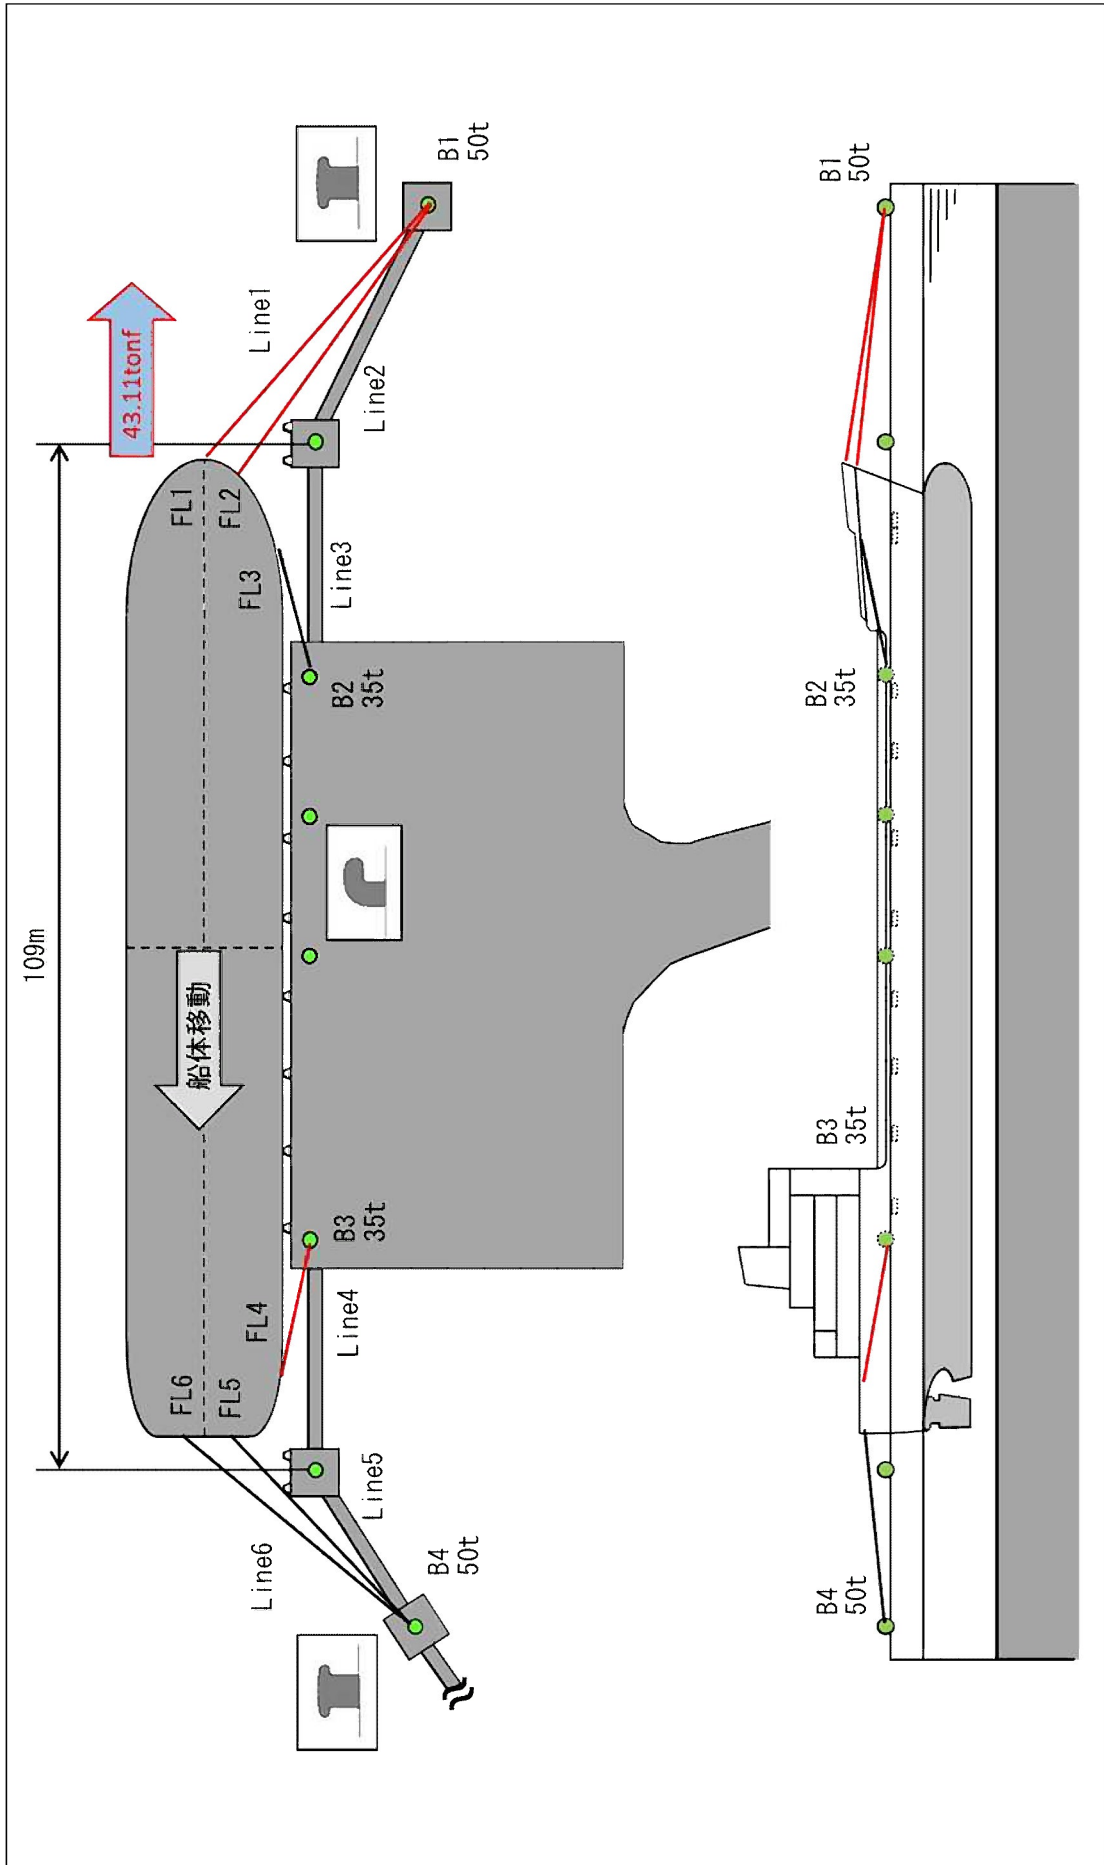 109m
43.11tonf
船体移動
FL6
FL5
FL4
FL3
FL2
FL1
Line6
Line5
Line4
Line3
Line2
Line1
B4
50t
B3
35t
B2
35t
B1
50t
B4
50t
B3
35t
B2
35t
B1
50t